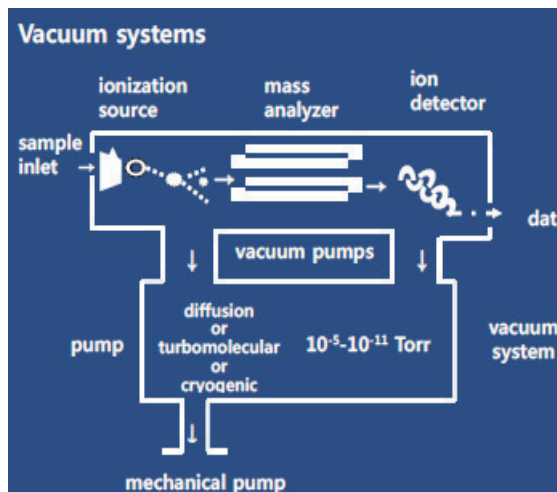 Vacuum systems
ionization
source
mass
analyzer
ion
detector
sample
inlet
dat
vacuum pumps
pump
diffusion
or
turbomolecular
or
cryogenic
10⁻⁵-10⁻¹¹ Torr
vacuum
system
mechanical pump